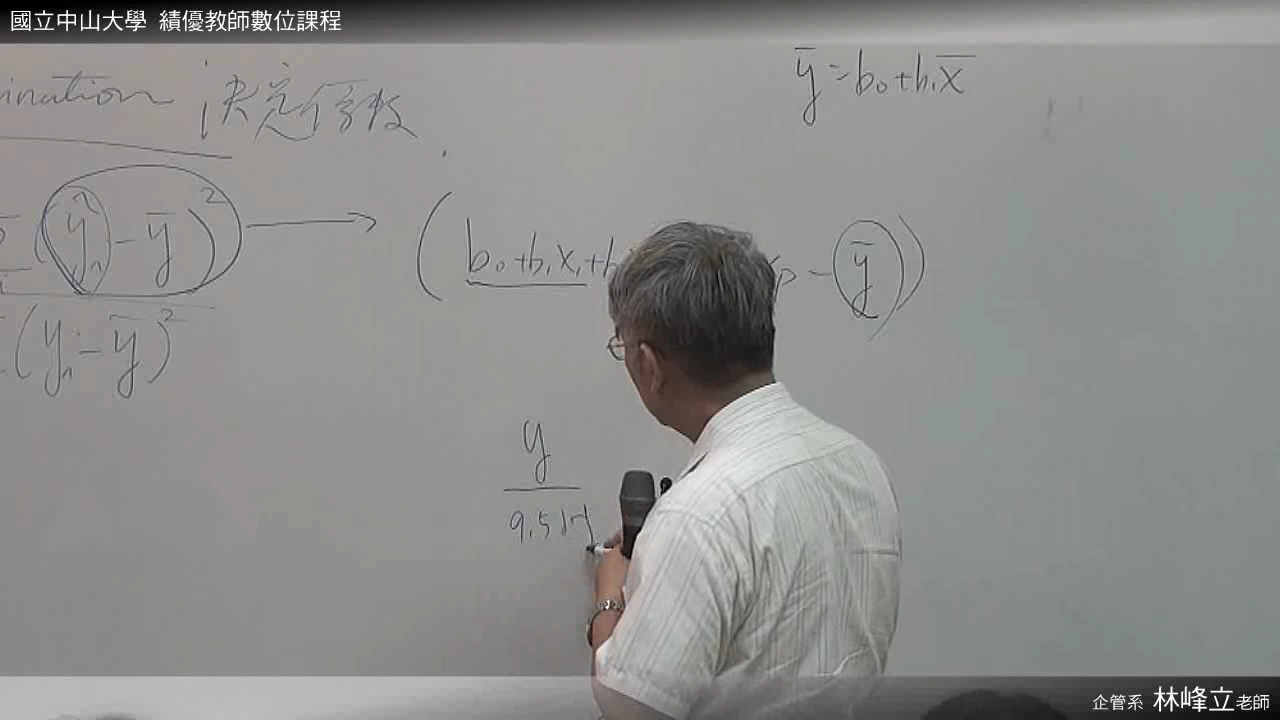 國立中山大學 績優教師數位課程
ȳ=b₀+b₁x̄
ination 決定係數
(ŷᵢ-ȳ)²→(b₀+b₁x₁+b
-ȳ)
(yᵢ-ȳ)²
y
9.5
企管系 林峰立老師